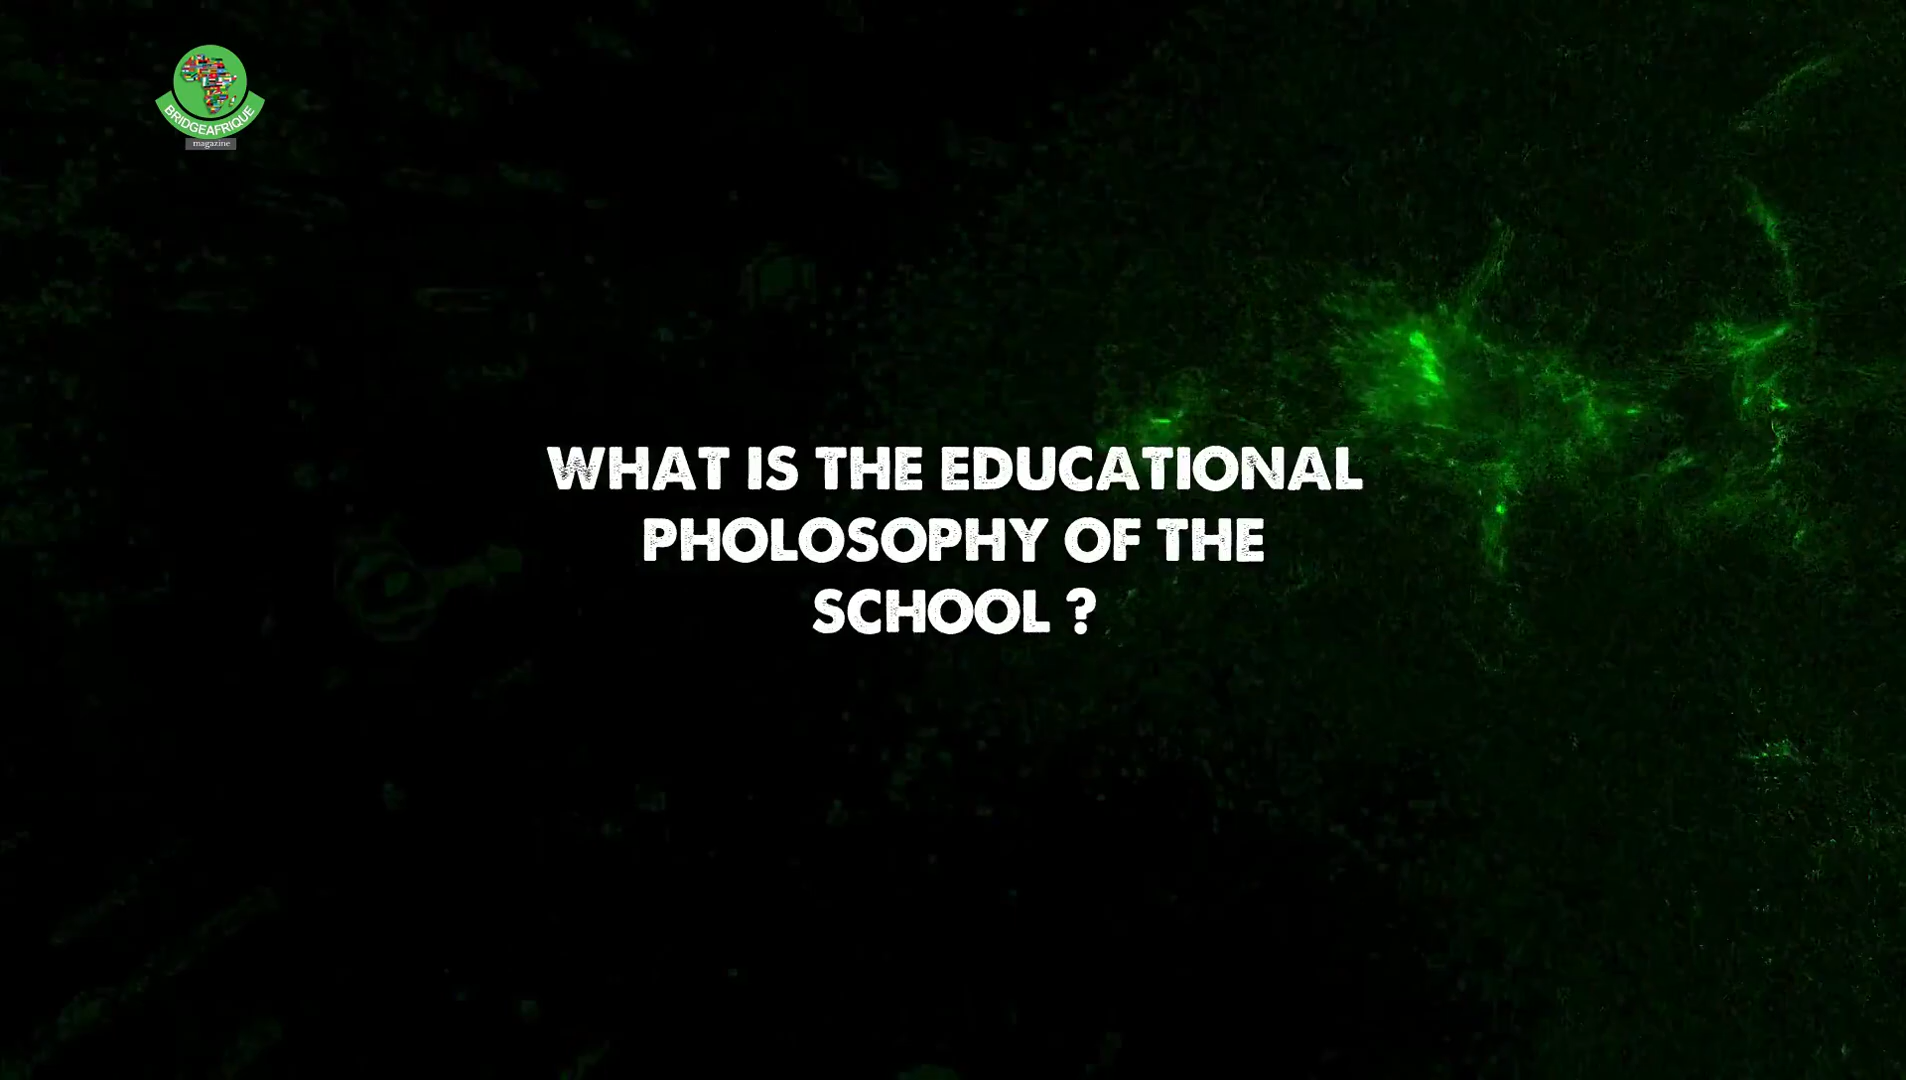 BRIDGEAFRIQUE
magazine
WHAT IS THE EDUCATIONAL
PHOLOSOPHY OF THE
SCHOOL ?